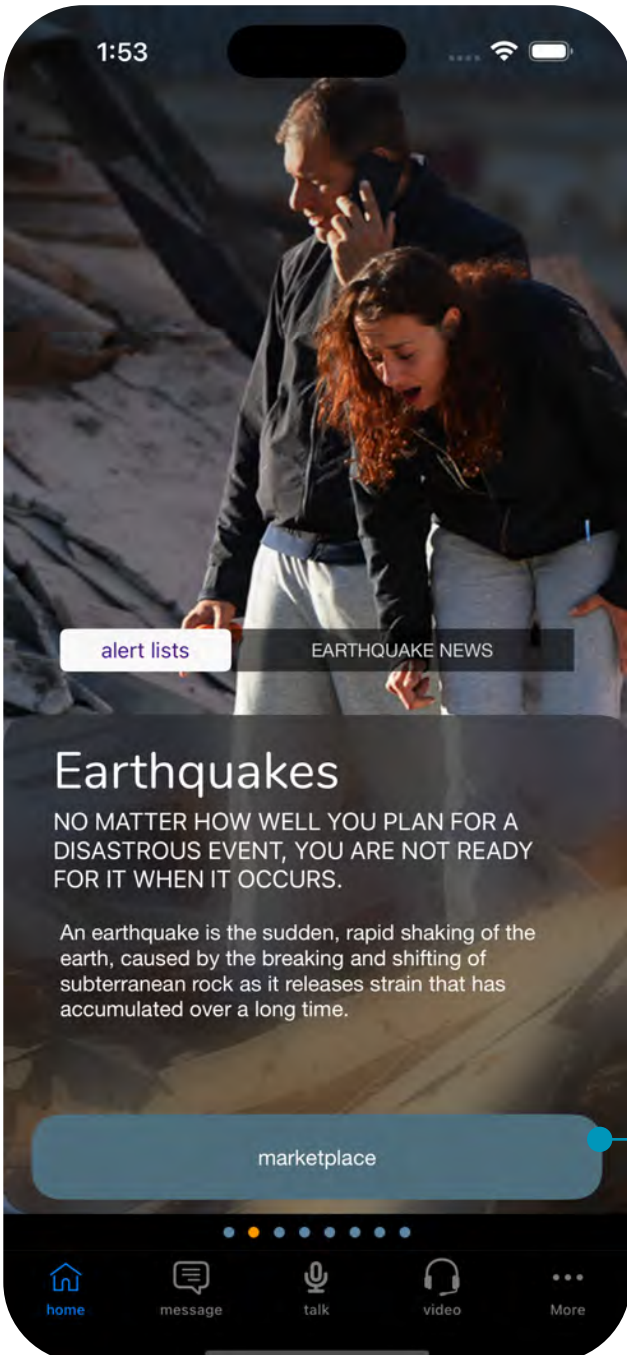 1:53
alert lists
EARTHQUAKE NEWS
Earthquakes
NO MATTER HOW WELL YOU PLAN FOR A
DISASTROUS EVENT, YOU ARE NOT READY
FOR IT WHEN IT OCCURS.
An earthquake is the sudden, rapid shaking of the
earth, caused by the breaking and shifting of
subterranean rock as it releases strain that has
accumulated over a long time.
marketplace
home
message
talk
video
More